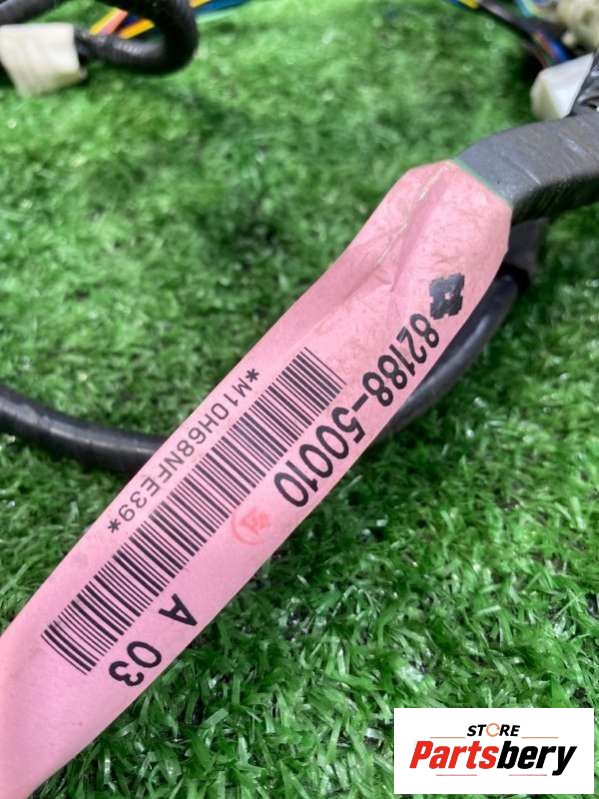 82188-50010
*M10H68NFE39*
A 03
STORE
Partsbery